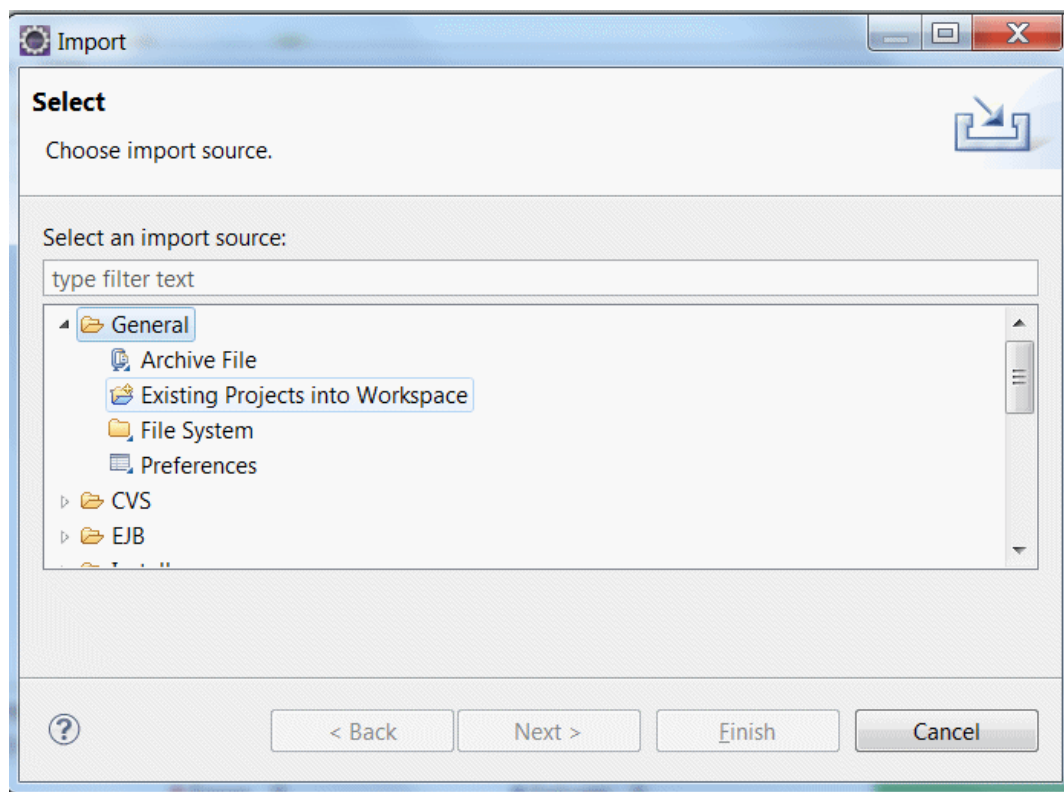 Import
Select
Choose import source.
Select an import source:
type filter text
General
Archive File
Existing Projects into Workspace
File System
Preferences
CVS
EJB
< Back
Next >
Finish
Cancel